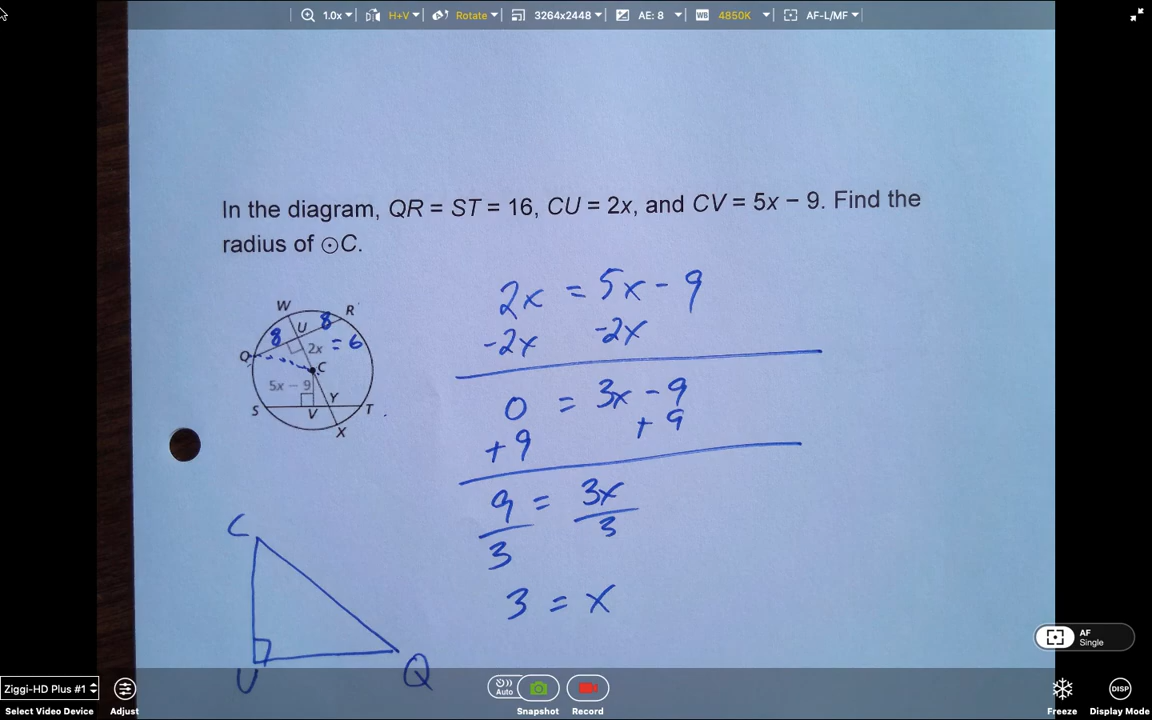 1.0x H+V Rotate 3264x2448 AE: 8 WB 4850K AF-L/MF
In the diagram, QR = ST = 16, CU = 2x, and CV = 5x − 9. Find the
radius of ⊙C.
W R
8 U 8
Q 2x = 6
C
5x − 9
S V Y T
X
2x = 5x - 9
-2x -2x
0 = 3x - 9
+9 +9
9 = 3x
3 3
3 = x
C
U Q
AF
Single
Ziggi-HD Plus #1
Auto
Select Video Device Adjust Snapshot Record Freeze Display Mode
DISP